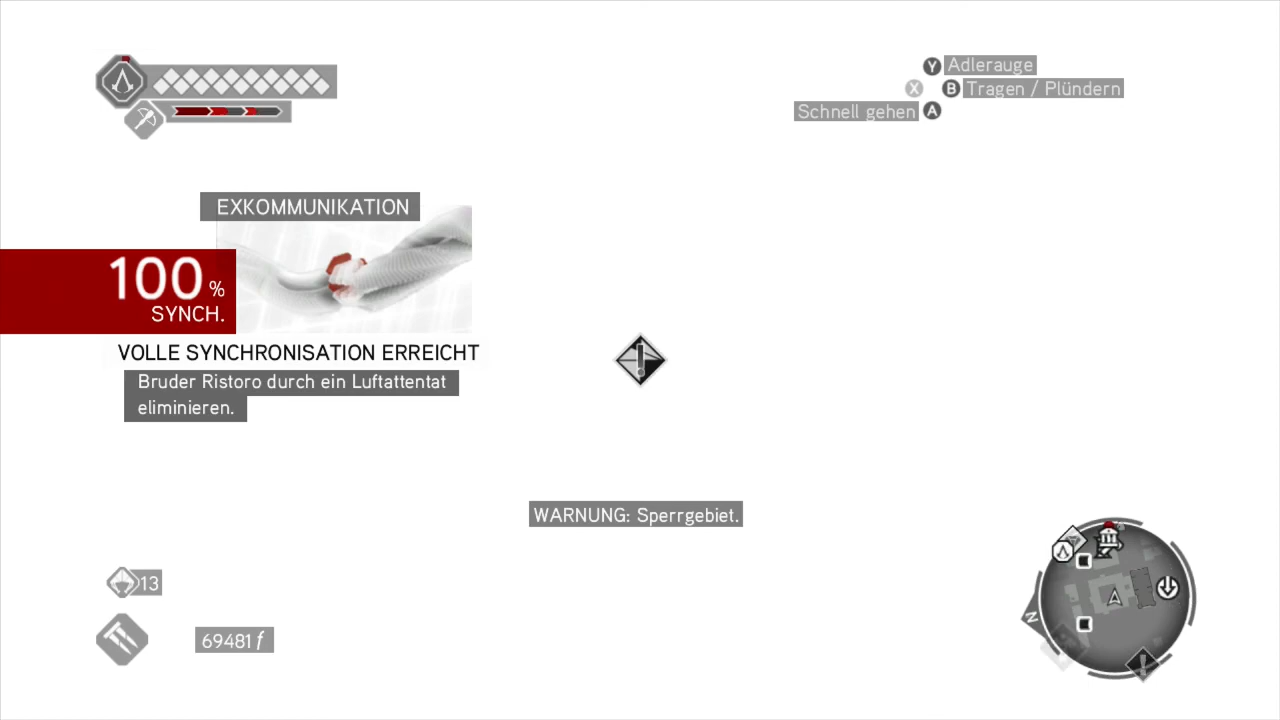 Y Adlerauge
X B Tragen / Plündern
Schnell gehen A
EXKOMMUNIKATION
100 %
SYNCH.
VOLLE SYNCHRONISATION ERREICHT
Bruder Ristoro durch ein Luftattentat
eliminieren.
WARNUNG: Sperrgebiet.
13
69481 f
N